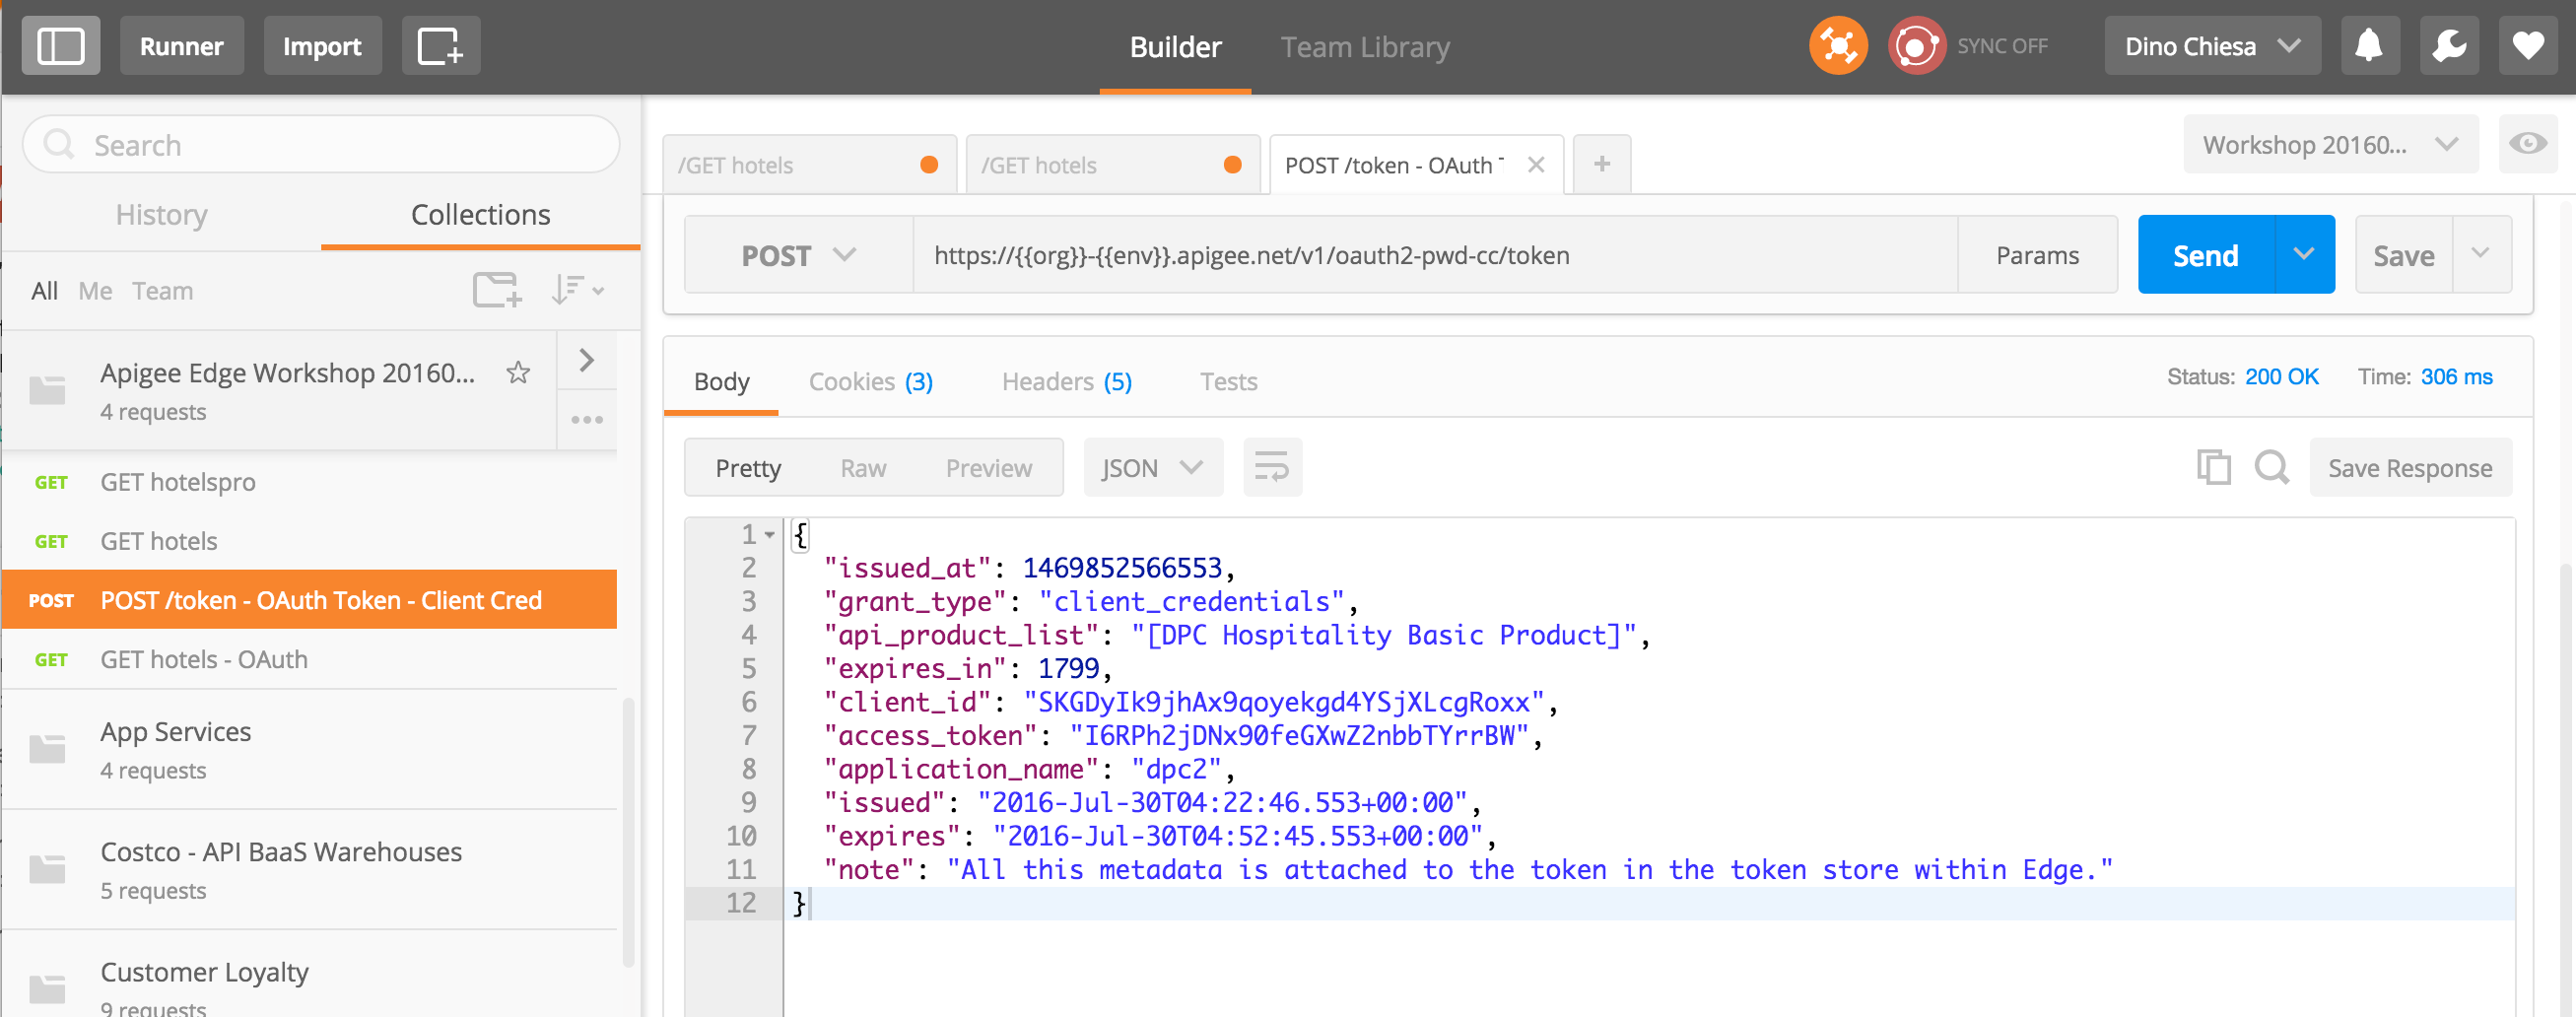 Runner Import Builder Team Library SYNC OFF Dino Chiesa
Search
History Collections
All Me Team
Apigee Edge Workshop 20160...
4 requests
GET GET hotelspro
GET GET hotels
POST POST /token - OAuth Token - Client Cred
GET GET hotels - OAuth
App Services
4 requests
Costco - API BaaS Warehouses
5 requests
Customer Loyalty
9 requests
/GET hotels /GET hotels POST /token - OAuth + Workshop 20160...
POST https://{{org}}-{{env}}.apigee.net/v1/oauth2-pwd-cc/token Params Send Save
Body Cookies (3) Headers (5) Tests Status: 200 OK Time: 306 ms
Pretty Raw Preview JSON Save Response
1 {
2 "issued_at": 1469852566553,
3 "grant_type": "client_credentials",
4 "api_product_list": "[DPC Hospitality Basic Product]",
5 "expires_in": 1799,
6 "client_id": "SKGDyIk9jhAx9qoyekgd4YSjXLcgRoxx",
7 "access_token": "I6RPh2jDNx90feGXwZ2nbbTYrrBW",
8 "application_name": "dpc2",
9 "issued": "2016-Jul-30T04:22:46.553+00:00",
10 "expires": "2016-Jul-30T04:52:45.553+00:00",
11 "note": "All this metadata is attached to the token in the token store within Edge."
12 }